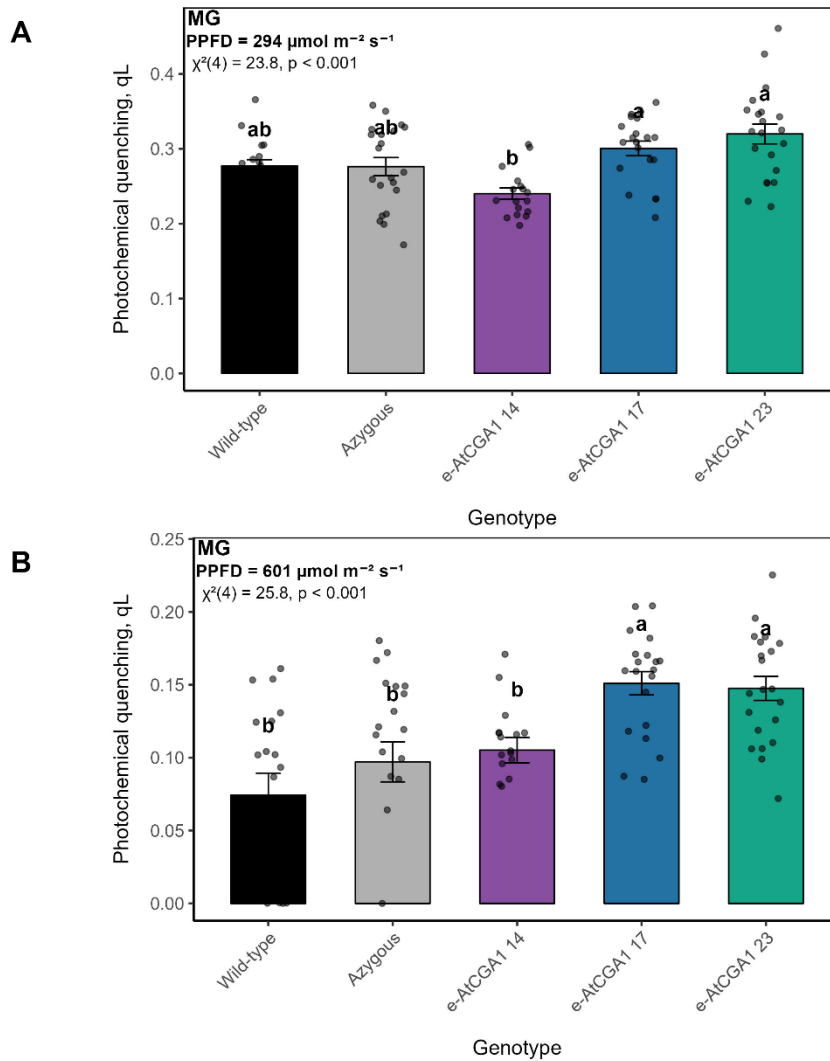 A
MG
PPFD = 294 µmol m⁻² s⁻¹
χ²(4) = 23.8, p < 0.001
Photochemical quenching, qL
0.4
0.3
0.2
0.1
0.0
ab
ab
b
a
a
Wild-type
Azygous
e-AtCGA1 14
e-AtCGA1 17
e-AtCGA1 23
Genotype
B
MG
PPFD = 601 µmol m⁻² s⁻¹
χ²(4) = 25.8, p < 0.001
Photochemical quenching, qL
0.25
0.20
0.15
0.10
0.05
0.00
b
b
b
a
a
Wild-type
Azygous
e-AtCGA1 14
e-AtCGA1 17
e-AtCGA1 23
Genotype